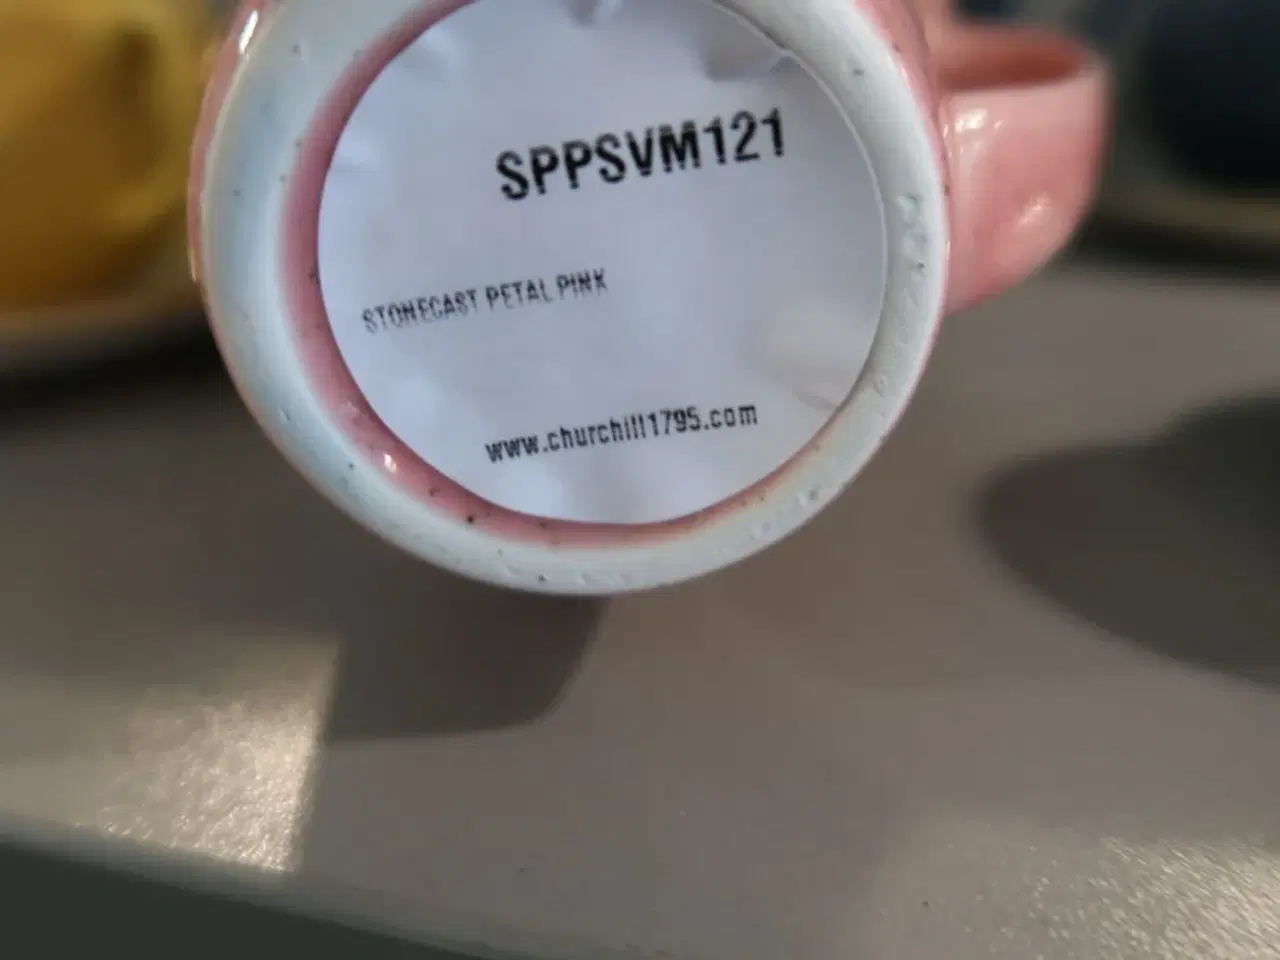 SPPSVM121
STONECAST PETAL PINK
www.churchill1795.com